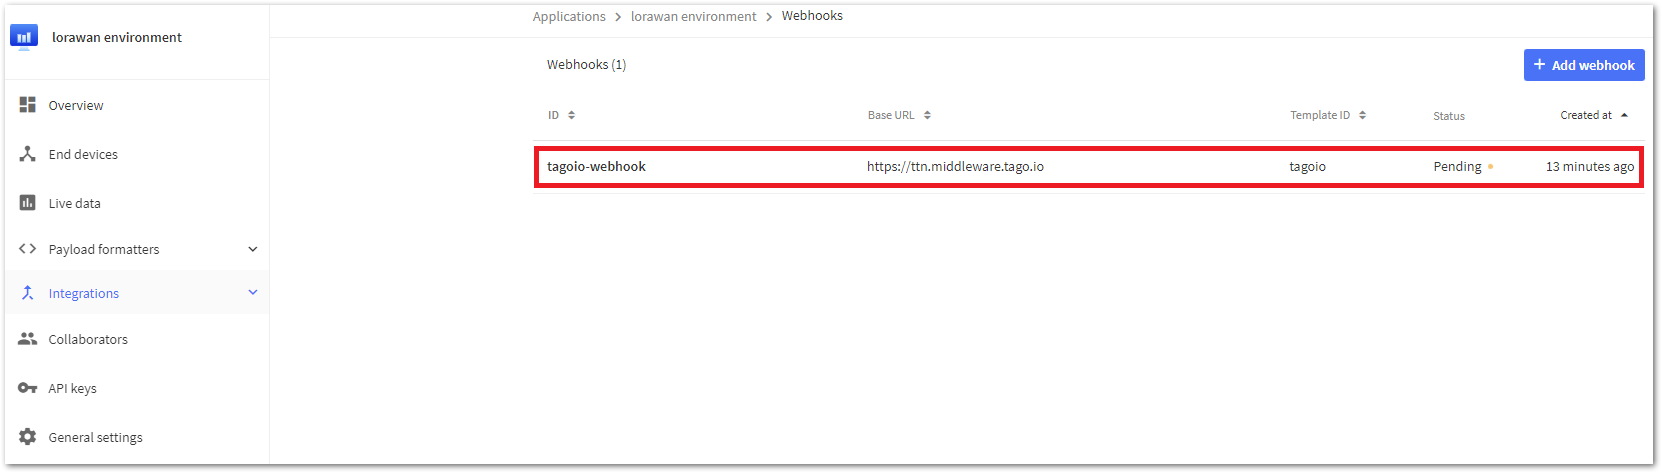 lorawan environment
Overview
End devices
Live data
Payload formatters
Integrations
Collaborators
API keys
General settings
Applications > lorawan environment > Webhooks
Webhooks (1)
+ Add webhook
ID Base URL Template ID Status Created at
tagoio-webhook https://ttn.middleware.tago.io tagoio Pending 13 minutes ago